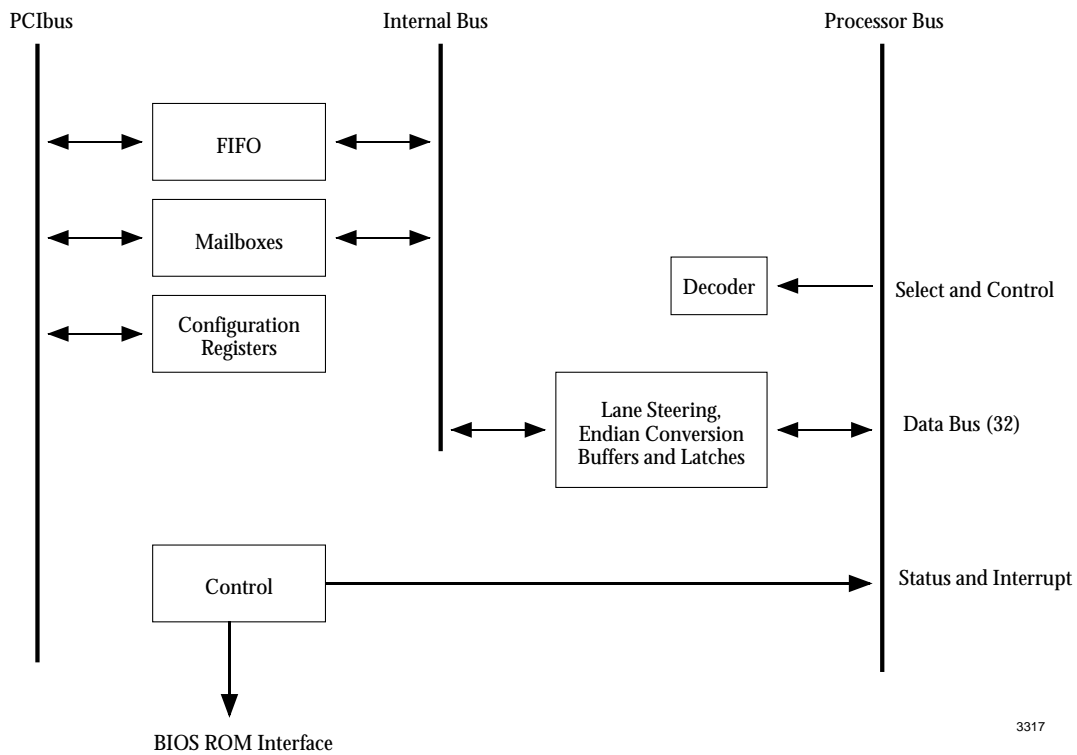 PCIbus
Internal Bus
Processor Bus
FIFO
Mailboxes
Decoder
Select and Control
Configuration
Registers
Lane Steering,
Endian Conversion
Buffers and Latches
Data Bus (32)
Control
Status and Interrupt
BIOS ROM Interface
3317